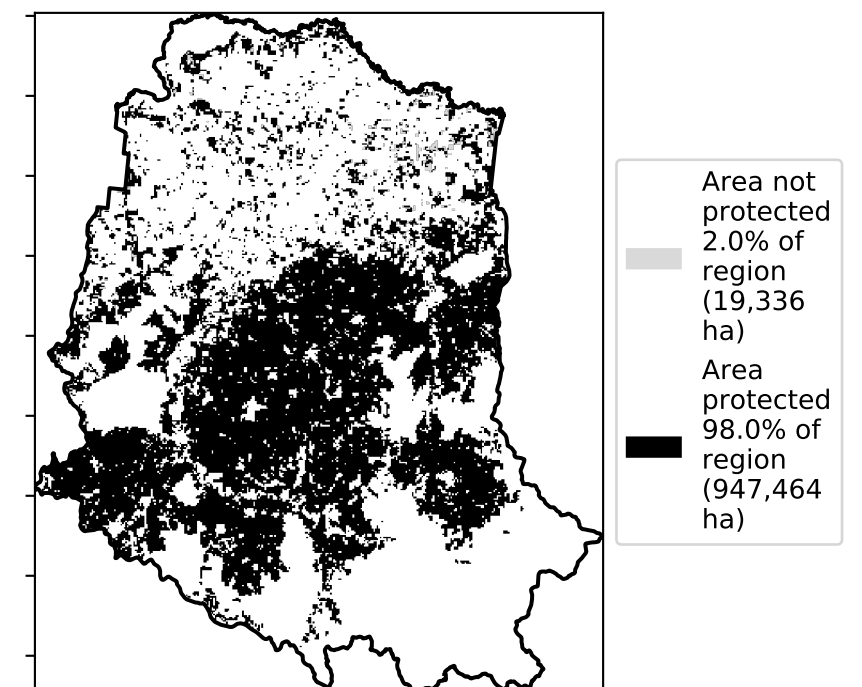 Area not
protected
2.0% of
region
(19,336
ha)
Area
protected
98.0% of
region
(947,464
ha)